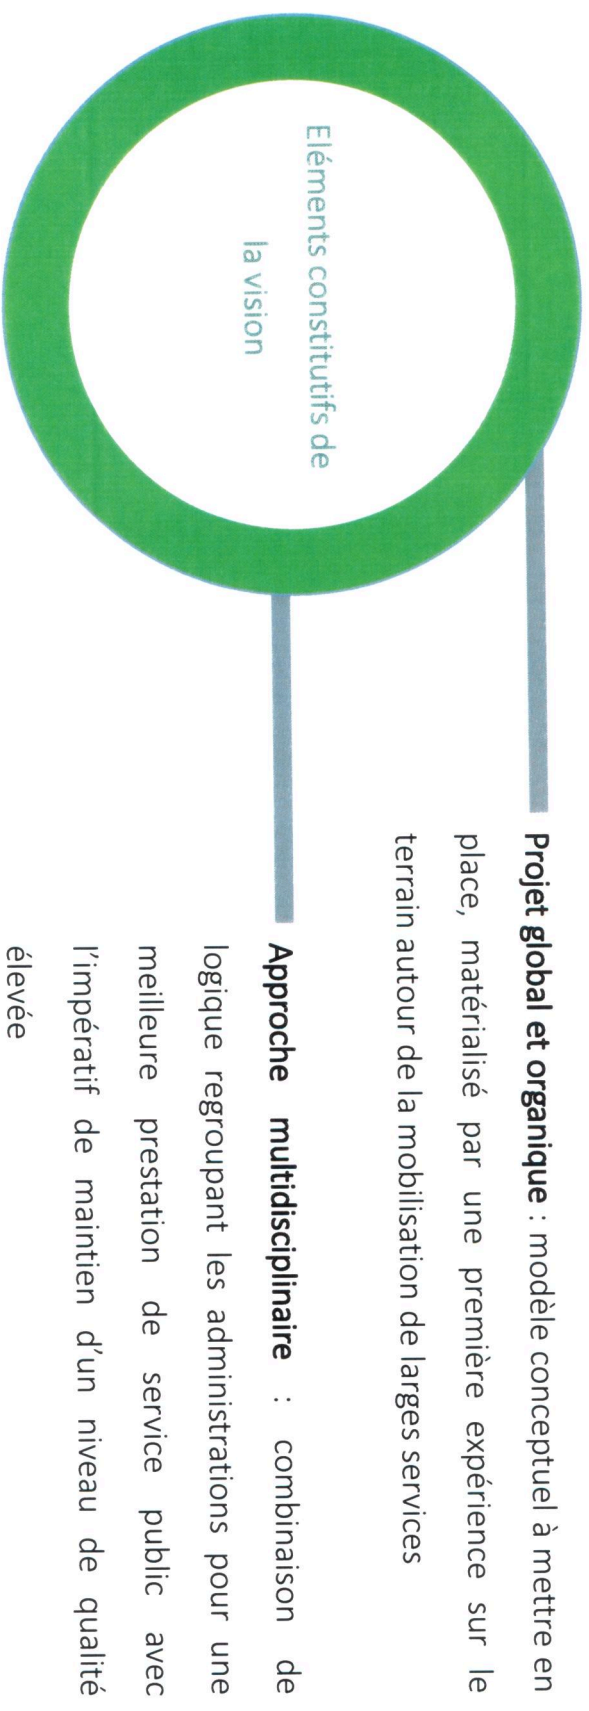 Eléments constitutifs de
la vision
Projet global et organique : modèle conceptuel à mettre en
place, matérialisé par une première expérience sur le
terrain autour de la mobilisation de larges services
Approche multidisciplinaire : combinaison de
logique regroupant les administrations pour une
meilleure prestation de service public avec
l'impératif de maintien d'un niveau de qualité
élevée